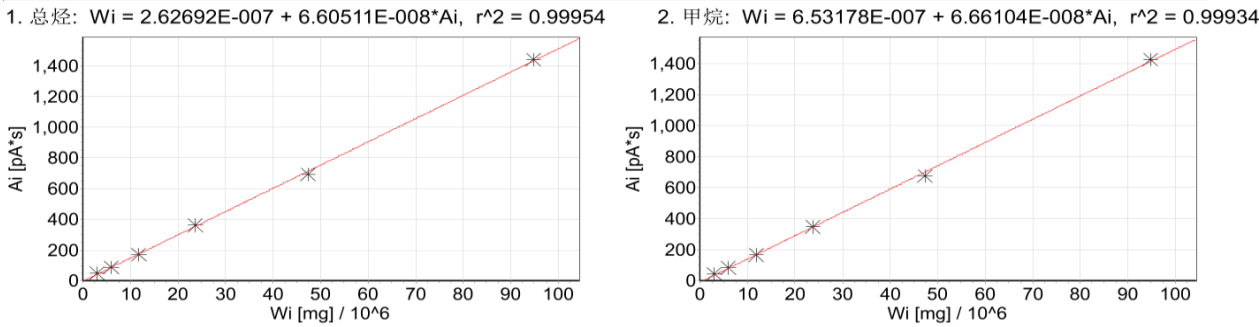 1. 总烃: Wi = 2.62692E-007 + 6.60511E-008*Ai, r^2 = 0.99954
Ai [pA*s]
1,400
1,200
1,000
800
600
400
200
0
0 10 20 30 40 50 60 70 80 90 100
Wi [mg] / 10^6
2. 甲烷: Wi = 6.53178E-007 + 6.66104E-008*Ai, r^2 = 0.99934
Ai [pA*s]
1,400
1,200
1,000
800
600
400
200
0
0 10 20 30 40 50 60 70 80 90 100
Wi [mg] / 10^6